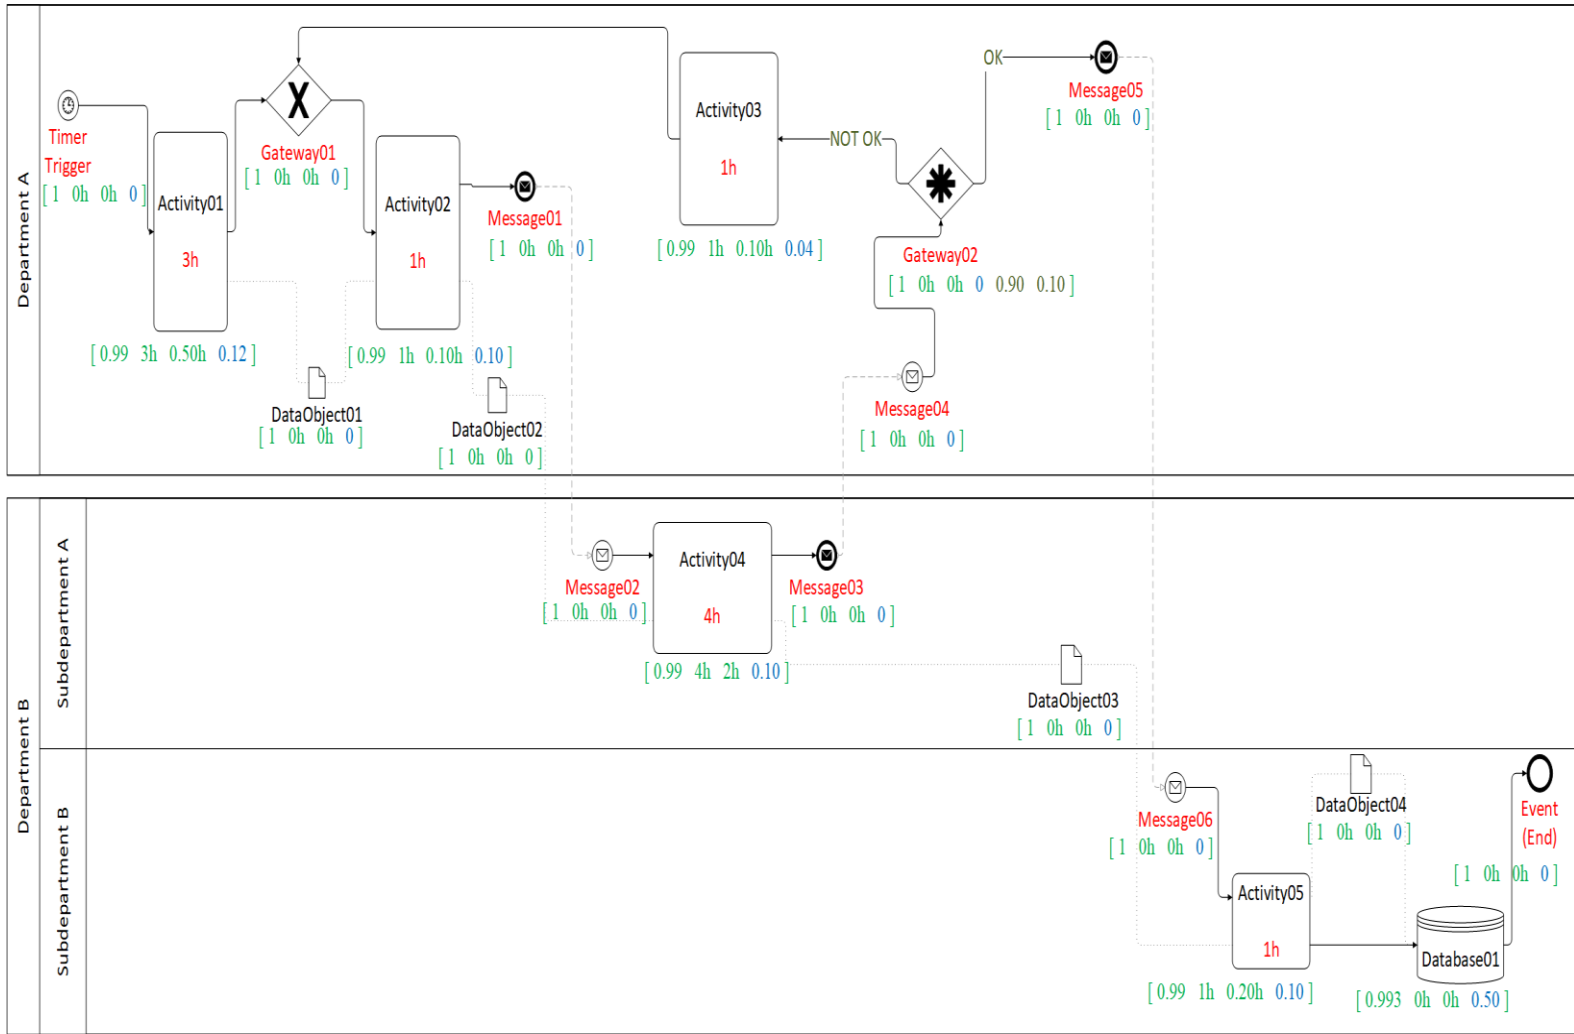 Department A
Timer
Trigger
[ 1 0h 0h 0 ]
Activity01
3h
[ 0.99 3h 0.50h 0.12 ]
X
Gateway01
[ 1 0h 0h 0 ]
Activity02
1h
[ 0.99 1h 0.10h 0.10 ]
Message01
[ 1 0h 0h 0 ]
DataObject01
[ 1 0h 0h 0 ]
DataObject02
[ 1 0h 0h 0 ]
Activity03
1h
[ 0.99 1h 0.10h 0.04 ]
NOT OK
OK
Gateway02
[ 1 0h 0h 0 0.90 0.10 ]
Message04
[ 1 0h 0h 0 ]
Message05
[ 1 0h 0h 0 ]
Department B
Subdepartment A
Message02
[ 1 0h 0h 0 ]
Activity04
4h
[ 0.99 4h 2h 0.10 ]
Message03
[ 1 0h 0h 0 ]
DataObject03
[ 1 0h 0h 0 ]
Subdepartment B
Message06
[ 1 0h 0h 0 ]
Activity05
1h
[ 0.99 1h 0.20h 0.10 ]
DataObject04
[ 1 0h 0h 0 ]
Database01
[ 0.993 0h 0h 0.50 ]
Event
(End)
[ 1 0h 0h 0 ]